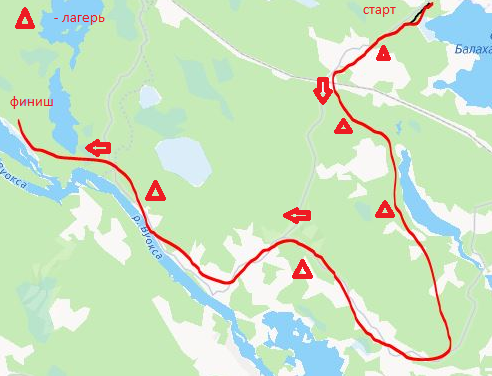 - лагерь
старт
Балаха
финиш
Вуокса
р. Вуокса